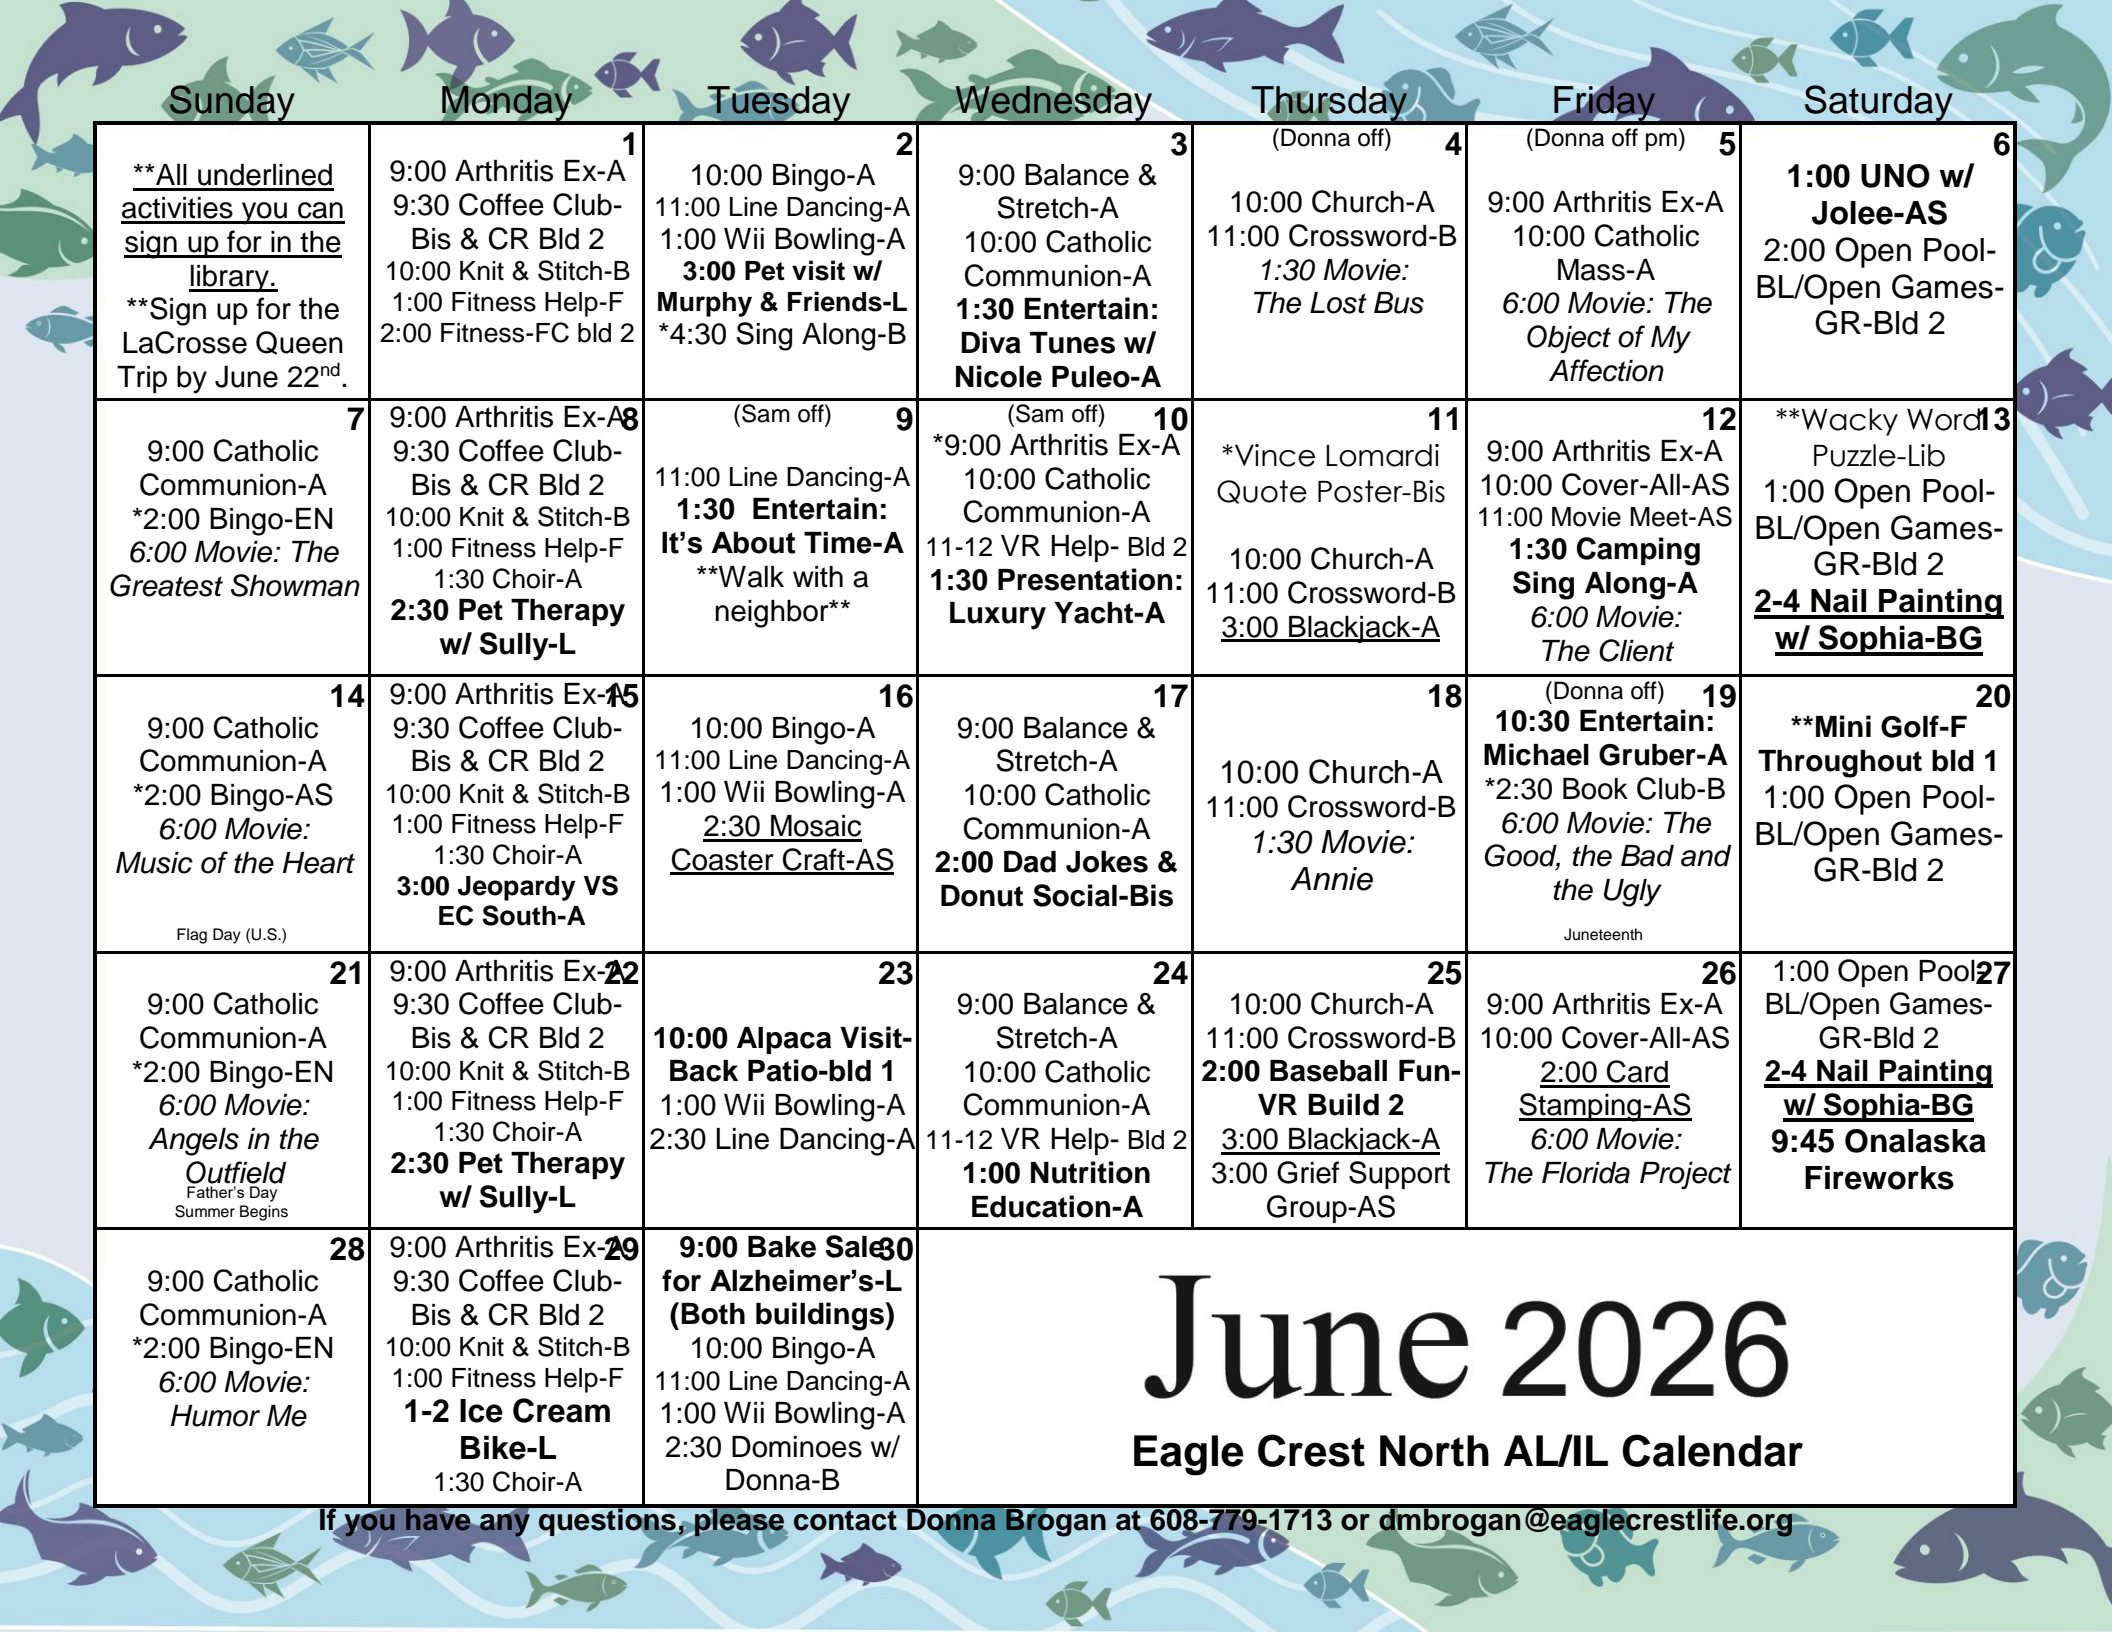 Sunday Monday Tuesday Wednesday Thursday Friday Saturday
**All underlined
activities you can
sign up for in the
library.
**Sign up for the
LaCrosse Queen
Trip by June 22nd.
1
9:00 Arthritis Ex-A
9:30 Coffee Club-
Bis & CR Bld 2
10:00 Knit & Stitch-B
1:00 Fitness Help-F
2:00 Fitness-FC bld 2
2
10:00 Bingo-A
11:00 Line Dancing-A
1:00 Wii Bowling-A
3:00 Pet visit w/
Murphy & Friends-L
*4:30 Sing Along-B
3
9:00 Balance &
Stretch-A
10:00 Catholic
Communion-A
1:30 Entertain:
Diva Tunes w/
Nicole Puleo-A
(Donna off) 4
10:00 Church-A
11:00 Crossword-B
1:30 Movie:
The Lost Bus
(Donna off pm) 5
9:00 Arthritis Ex-A
10:00 Catholic
Mass-A
6:00 Movie: The
Object of My
Affection
6
1:00 UNO w/
Jolee-AS
2:00 Open Pool-
BL/Open Games-
GR-Bld 2
7
9:00 Catholic
Communion-A
*2:00 Bingo-EN
6:00 Movie: The
Greatest Showman
9:00 Arthritis Ex-A 8
9:30 Coffee Club-
Bis & CR Bld 2
10:00 Knit & Stitch-B
1:00 Fitness Help-F
1:30 Choir-A
2:30 Pet Therapy
w/ Sully-L
(Sam off) 9
11:00 Line Dancing-A
1:30 Entertain:
It's About Time-A
**Walk with a
neighbor**
(Sam off) 10
*9:00 Arthritis Ex-A
10:00 Catholic
Communion-A
11-12 VR Help- Bld 2
1:30 Presentation:
Luxury Yacht-A
11
*Vince Lomardi
Quote Poster-Bis
10:00 Church-A
11:00 Crossword-B
3:00 Blackjack-A
12
9:00 Arthritis Ex-A
10:00 Cover-All-AS
11:00 Movie Meet-AS
1:30 Camping
Sing Along-A
6:00 Movie:
The Client
**Wacky Word 13
Puzzle-Lib
1:00 Open Pool-
BL/Open Games-
GR-Bld 2
2-4 Nail Painting
w/ Sophia-BG
14
9:00 Catholic
Communion-A
*2:00 Bingo-AS
6:00 Movie:
Music of the Heart
Flag Day (U.S.)
9:00 Arthritis Ex-A 15
9:30 Coffee Club-
Bis & CR Bld 2
10:00 Knit & Stitch-B
1:00 Fitness Help-F
1:30 Choir-A
3:00 Jeopardy VS
EC South-A
16
10:00 Bingo-A
11:00 Line Dancing-A
1:00 Wii Bowling-A
2:30 Mosaic
Coaster Craft-AS
17
9:00 Balance &
Stretch-A
10:00 Catholic
Communion-A
2:00 Dad Jokes &
Donut Social-Bis
18
10:00 Church-A
11:00 Crossword-B
1:30 Movie:
Annie
(Donna off) 19
10:30 Entertain:
Michael Gruber-A
*2:30 Book Club-B
6:00 Movie: The
Good, the Bad and
the Ugly
Juneteenth
20
**Mini Golf-F
Throughout bld 1
1:00 Open Pool-
BL/Open Games-
GR-Bld 2
21
9:00 Catholic
Communion-A
*2:00 Bingo-EN
6:00 Movie:
Angels in the
Outfield
Father's Day
Summer Begins
9:00 Arthritis Ex-A 22
9:30 Coffee Club-
Bis & CR Bld 2
10:00 Knit & Stitch-B
1:00 Fitness Help-F
1:30 Choir-A
2:30 Pet Therapy
w/ Sully-L
23
10:00 Alpaca Visit-
Back Patio-bld 1
1:00 Wii Bowling-A
2:30 Line Dancing-A
24
9:00 Balance &
Stretch-A
10:00 Catholic
Communion-A
11-12 VR Help- Bld 2
1:00 Nutrition
Education-A
25
10:00 Church-A
11:00 Crossword-B
2:00 Baseball Fun-
VR Build 2
3:00 Blackjack-A
3:00 Grief Support
Group-AS
26
9:00 Arthritis Ex-A
10:00 Cover-All-AS
2:00 Card
Stamping-AS
6:00 Movie:
The Florida Project
1:00 Open Pool- 27
BL/Open Games-
GR-Bld 2
2-4 Nail Painting
w/ Sophia-BG
9:45 Onalaska
Fireworks
28
9:00 Catholic
Communion-A
*2:00 Bingo-EN
6:00 Movie:
Humor Me
9:00 Arthritis Ex-A 29
9:30 Coffee Club-
Bis & CR Bld 2
10:00 Knit & Stitch-B
1:00 Fitness Help-F
1-2 Ice Cream
Bike-L
1:30 Choir-A
9:00 Bake Sale 30
for Alzheimer's-L
(Both buildings)
10:00 Bingo-A
11:00 Line Dancing-A
1:00 Wii Bowling-A
2:30 Dominoes w/
Donna-B
June 2026
Eagle Crest North AL/IL Calendar
If you have any questions, please contact Donna Brogan at 608-779-1713 or dmbrogan@eaglecrestlife.org